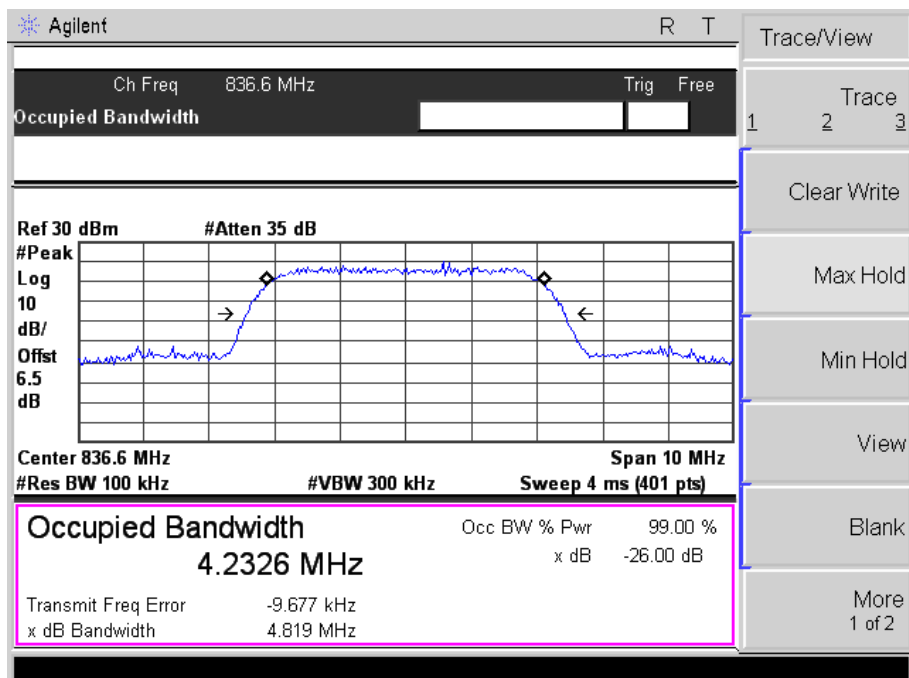 Agilent R T
Ch Freq 836.6 MHz Trig Free
Occupied Bandwidth
Ref 30 dBm #Atten 35 dB
#Peak
Log
10
dB/
Offst
6.5
dB
Center 836.6 MHz Span 10 MHz
#Res BW 100 kHz #VBW 300 kHz Sweep 4 ms (401 pts)
Occupied Bandwidth
4.2326 MHz
Occ BW % Pwr 99.00 %
x dB -26.00 dB
Transmit Freq Error -9.677 kHz
x dB Bandwidth 4.819 MHz
Trace/View
Trace
1 2 3
Clear Write
Max Hold
Min Hold
View
Blank
More
1 of 2